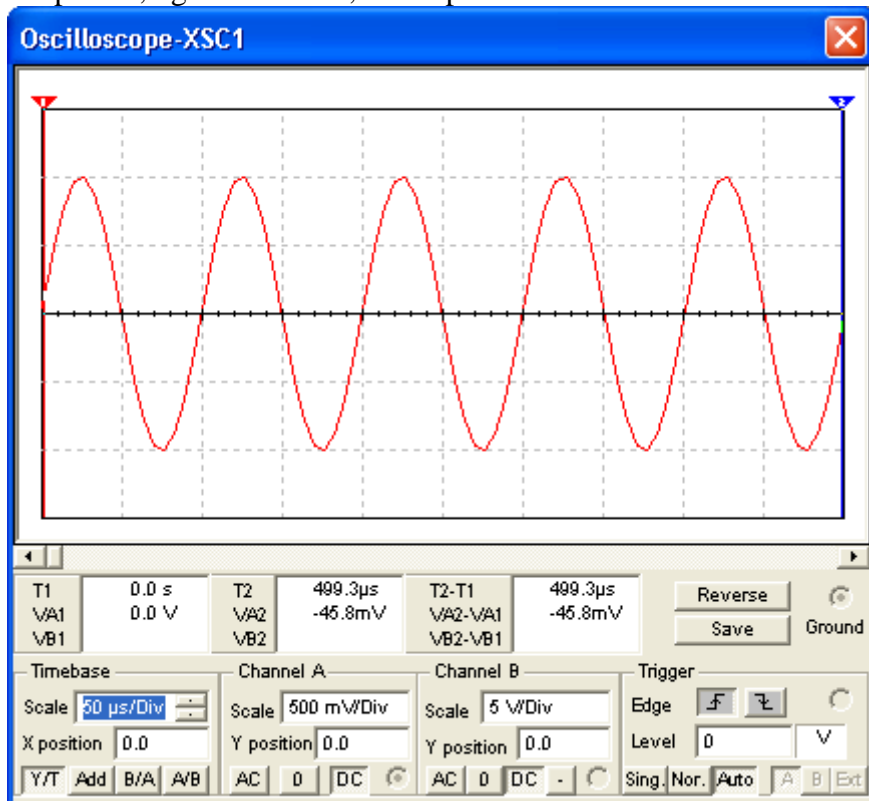 Oscilloscope-XSC1
1 2
T1 0.0 s T2 499.3µs T2-T1 499.3µs Reverse
VA1 0.0 V VA2 -45.8mV VA2-VA1 -45.8mV Ground
VB1 VB2 VB2-VB1 Save
Timebase Channel A Channel B Trigger
Scale 50 µs/Div Scale 500 mV/Div Scale 5 V/Div Edge
X position 0.0 Y position 0.0 Y position 0.0 Level 0 V
Y/T Add B/A A/B AC 0 DC AC 0 DC - Sing. Nor. Auto A B Ext